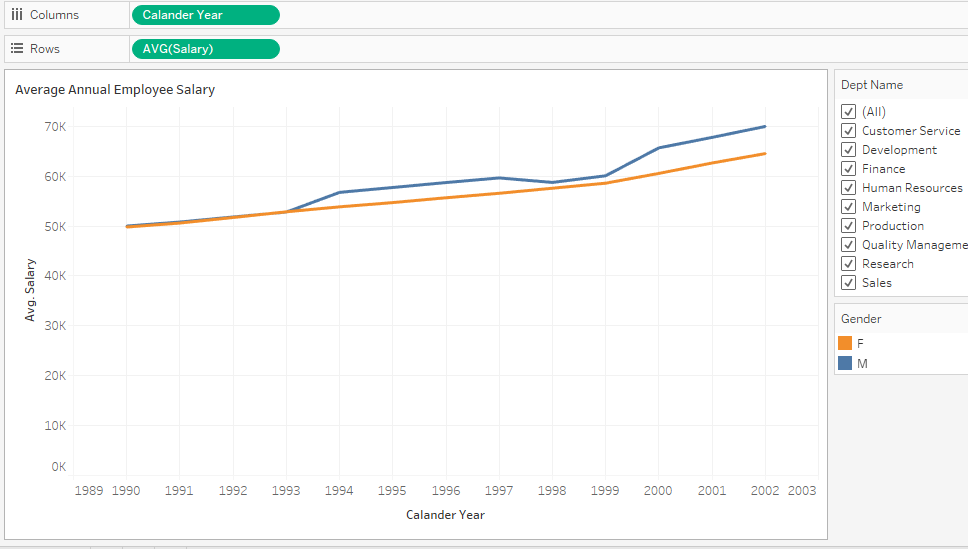 Columns
Calander Year
Rows
AVG(Salary)
Average Annual Employee Salary
70K
60K
50K
40K
30K
20K
10K
0K
Avg. Salary
1989 1990 1991 1992 1993 1994 1995 1996 1997 1998 1999 2000 2001 2002 2003
Calander Year
Dept Name
(All)
Customer Service
Development
Finance
Human Resources
Marketing
Production
Quality Manageme
Research
Sales
Gender
F
M